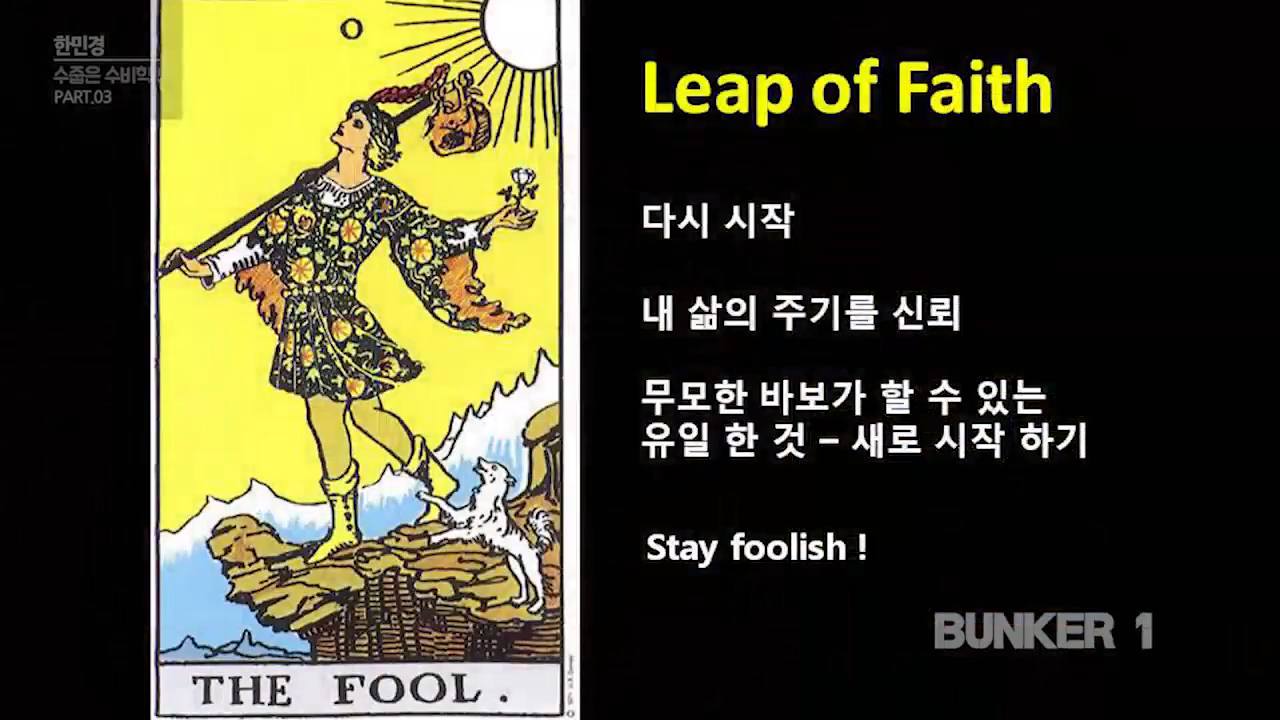 한민경
수줍은 수비학
PART.03
0
Leap of Faith
다시 시작
내 삶의 주기를 신뢰
무모한 바보가 할 수 있는
유일 한 것 – 새로 시작 하기
Stay foolish !
BUNKER 1
THE FOOL.